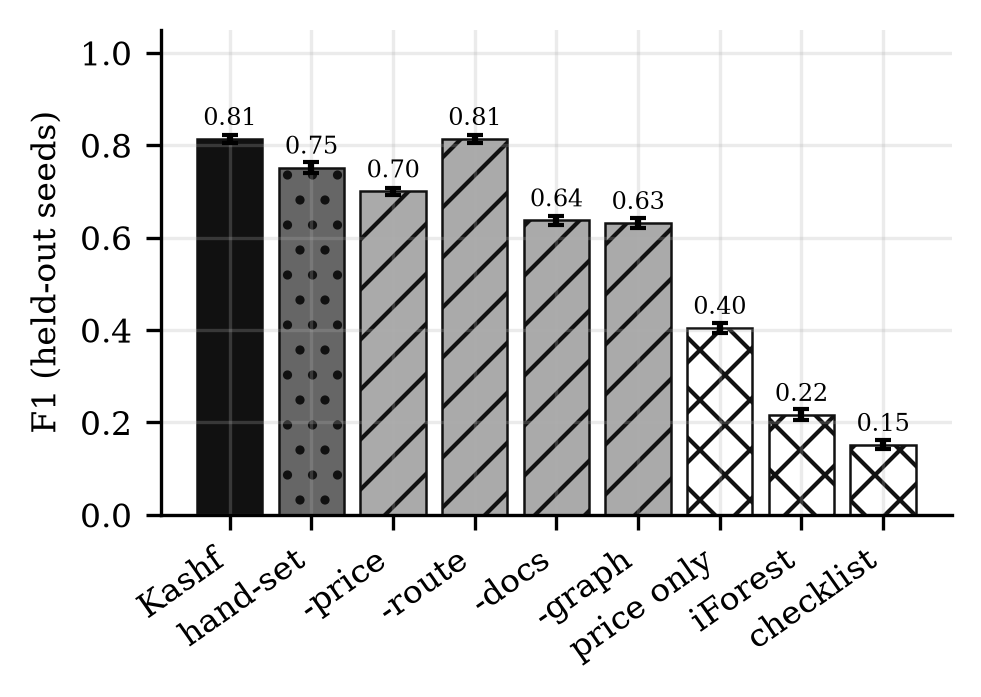 F1 (held-out seeds)
1.0
0.8
0.6
0.4
0.2
0.0
0.81
0.75
0.70
0.81
0.64
0.63
0.40
0.22
0.15
Kashf
hand-set
-price
-route
-docs
-graph
price only
iForest
checklist